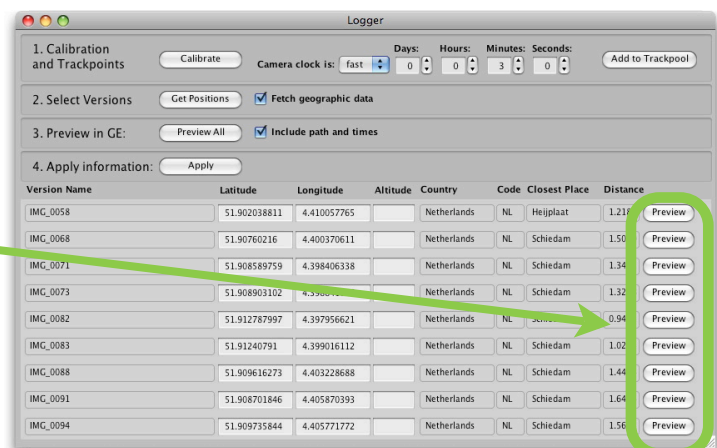 Logger
1. Calibration and Trackpoints Calibrate Camera clock is: fast Days: 0 Hours: 0 Minutes: 3 Seconds: 0 Add to Trackpool
2. Select Versions Get Positions Fetch geographic data
3. Preview in GE: Preview All Include path and times
4. Apply information: Apply
Version Name Latitude Longitude Altitude Country Code Closest Place Distance
IMG_0058 51.902038811 4.410057765 Netherlands NL Heijplaat 1.218 Preview
IMG_0068 51.90760216 4.400370611 Netherlands NL Schiedam 1.50 Preview
IMG_0071 51.908589759 4.398406338 Netherlands NL Schiedam 1.34 Preview
IMG_0073 51.908903102 Netherlands NL Schiedam 1.32 Preview
IMG_0082 51.912787997 4.397956621 Netherlands NL 0.94 Preview
IMG_0083 51.91240791 4.399016112 Netherlands NL Schiedam 1.02 Preview
IMG_0088 51.909616273 4.403228688 Netherlands NL Schiedam 1.44 Preview
IMG_0091 51.908701846 4.405870393 Netherlands NL Schiedam 1.64 Preview
IMG_0094 51.909735844 4.405771772 Netherlands NL Schiedam 1.56 Preview